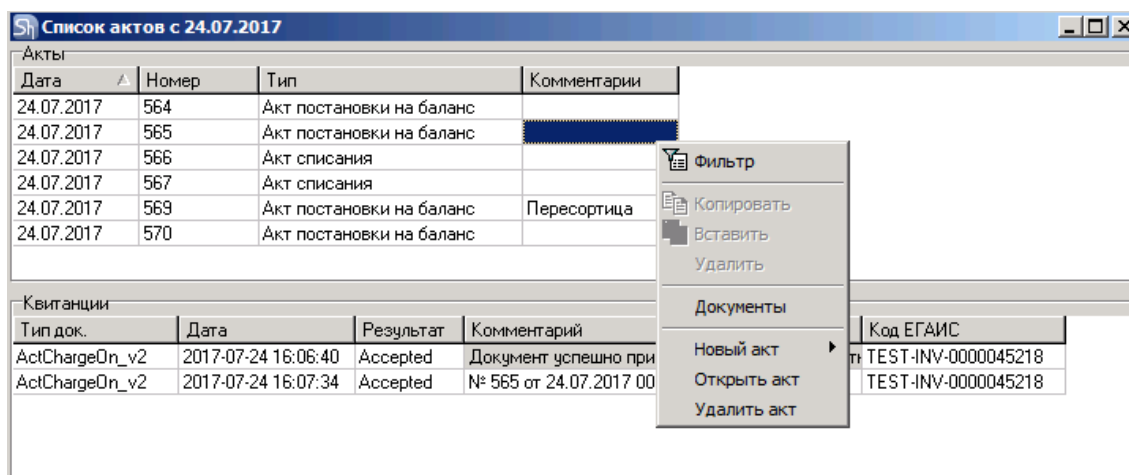 Sh Список актов с 24.07.2017
Акты
Дата Номер Тип Комментарии
24.07.2017 564 Акт постановки на баланс
24.07.2017 565 Акт постановки на баланс
24.07.2017 566 Акт списания
24.07.2017 567 Акт списания
24.07.2017 569 Акт постановки на баланс Пересортица
24.07.2017 570 Акт постановки на баланс
Фильтр
Копировать
Вставить
Удалить
Документы
Новый акт
Открыть акт
Удалить акт
Квитанции
Тип док. Дата Результат Комментарий Код ЕГАИС
ActChargeOn_v2 2017-07-24 16:06:40 Accepted Документ успешно при TEST-INV-0000045218
ActChargeOn_v2 2017-07-24 16:07:34 Accepted № 565 от 24.07.2017 00 TEST-INV-0000045218